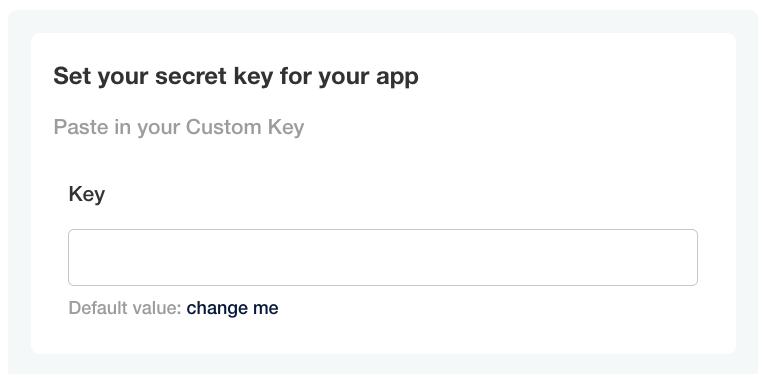 Set your secret key for your app
Paste in your Custom Key
Key
Default value: change me